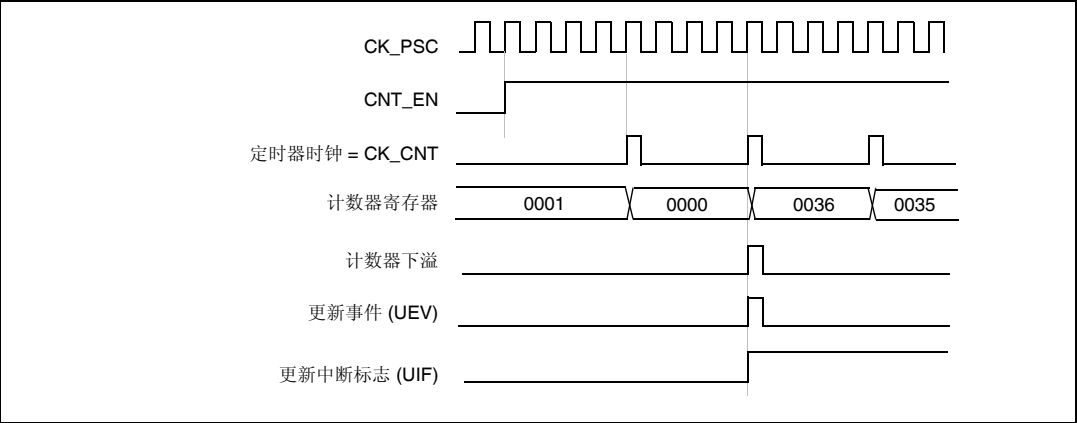 CK_PSC
CNT_EN
定时器时钟 = CK_CNT
计数器寄存器 0001 0000 0036 0035
计数器下溢
更新事件 (UEV)
更新中断标志 (UIF)